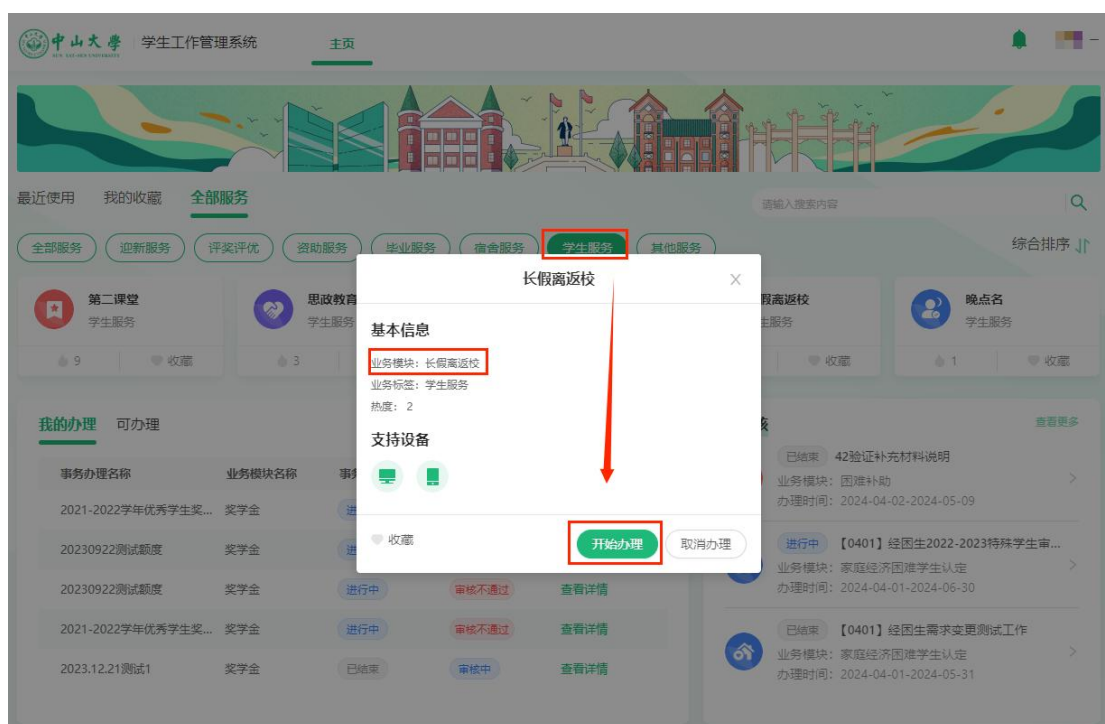 中山大學 学生工作管理系统 主页
SUN YAT-SEN UNIVERSITY
最近使用 我的收藏 全部服务 请输入搜索内容
全部服务 迎新服务 评奖评优 资助服务 毕业服务 宿舍服务 学生服务 其他服务 综合排序
长假离返校
第二课堂 思政教育 假离返校 晚点名
学生服务 学生服务 生服务 学生服务
基本信息
9 收藏 3 收藏 1 收藏
业务模块：长假离返校
业务标签：学生服务
热度： 2
支持设备
我的办理 可办理 查看更多
事务办理名称 业务模块名称
已结束 42验证补充材料说明
业务模块：困难补助
办理时间：2024-04-02-2024-05-09
2021-2022学年优秀学生奖... 奖学金
收藏 开始办理 取消办理
20230922测试额度 奖学金
进行中 【0401】经困生2022-2023特殊学生审...
业务模块：家庭经济困难学生认定
办理时间：2024-04-01-2024-06-30
20230922测试额度 奖学金 进行中 审核不通过 查看详情
2021-2022学年优秀学生奖... 奖学金 进行中 审核不通过 查看详情
已结束 【0401】经困生需求变更测试工作
业务模块：家庭经济困难学生认定
办理时间：2024-04-01-2024-05-31
2023.12.21测试1 奖学金 已结束 审核中 查看详情